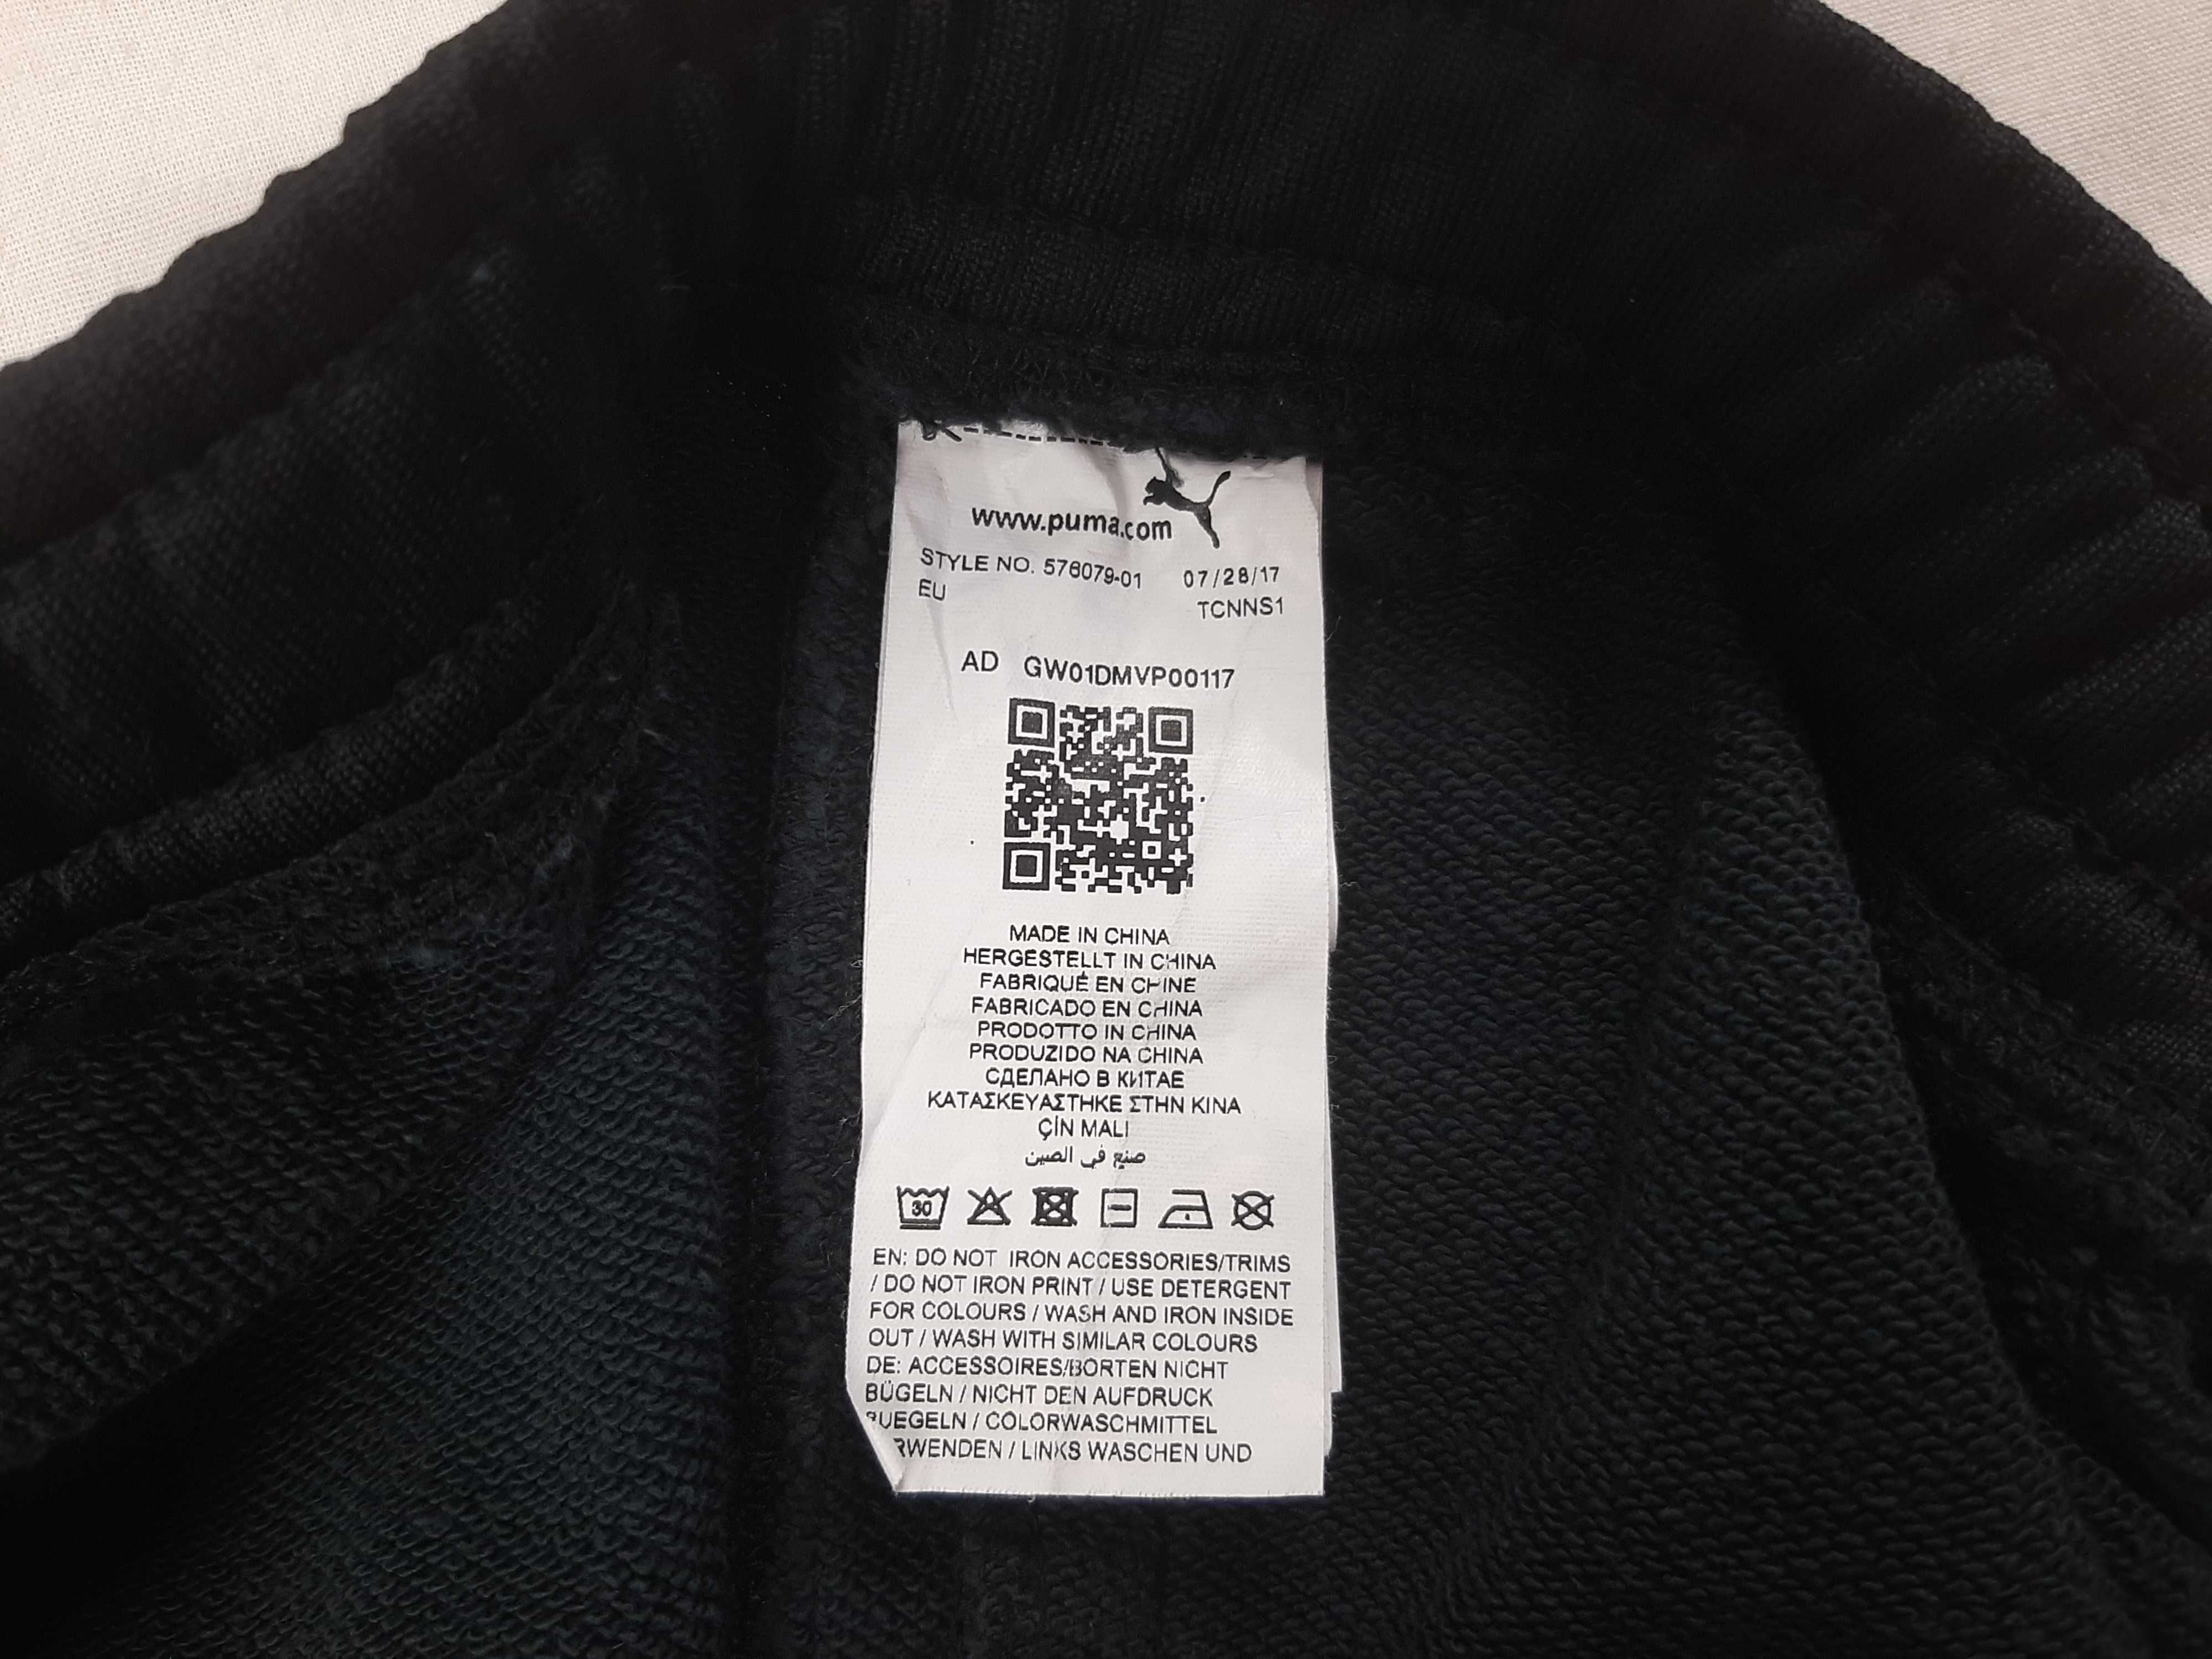 www.puma.com
STYLE NO. 576079-01 07/28/17
EU TCNNS1
AD GW01DMVP00117
MADE IN CHINA
HERGESTELLT IN CHINA
FABRIQUÉ EN CHINE
FABRICADO EN CHINA
PRODOTTO IN CHINA
PRODUZIDO NA CHINA
СДЕЛАНО В КИТАЕ
ΚΑΤΑΣΚΕΥΑΣΤΗΚΕ ΣΤΗΝ ΚΙΝΑ
ÇİN MALI
صنع في الصين
30
EN: DO NOT IRON ACCESSORIES/TRIMS
/ DO NOT IRON PRINT / USE DETERGENT
FOR COLOURS / WASH AND IRON INSIDE
OUT / WASH WITH SIMILAR COLOURS
DE: ACCESSOIRES/BORTEN NICHT
BÜGELN / NICHT DEN AUFDRUCK
UEGELN / COLORWASCHMITTEL
RWENDEN / LINKS WASCHEN UND